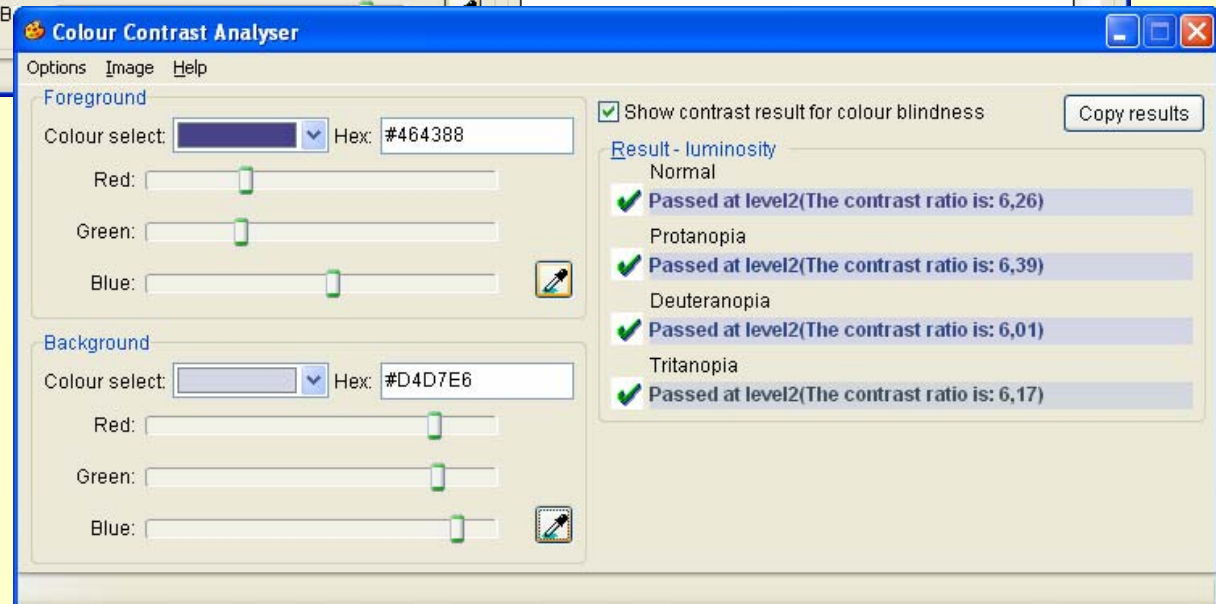 B
Colour Contrast Analyser
Options Image Help
Foreground
Colour select: Hex: #464388
Red:
Green:
Blue:
Background
Colour select: Hex: #D4D7E6
Red:
Green:
Blue:
Show contrast result for colour blindness Copy results
Result - luminosity
Normal
Passed at level2(The contrast ratio is: 6,26)
Protanopia
Passed at level2(The contrast ratio is: 6,39)
Deuteranopia
Passed at level2(The contrast ratio is: 6,01)
Tritanopia
Passed at level2(The contrast ratio is: 6,17)